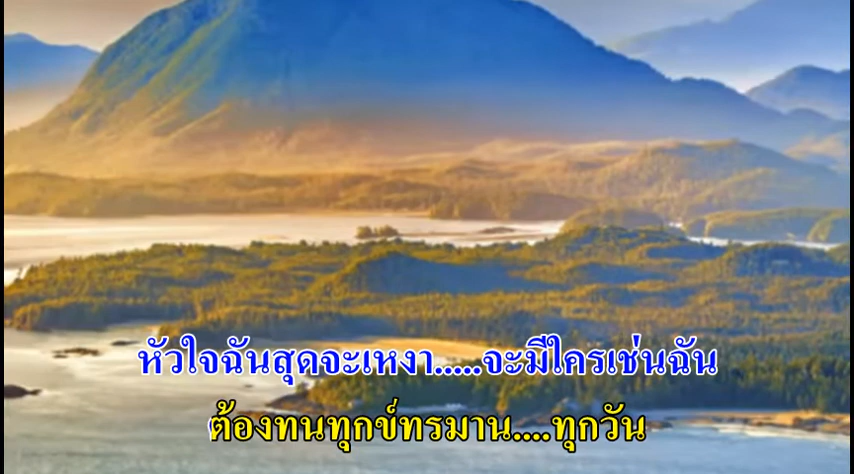 หัวใจฉันสุดจะเหงา.....จะมีใครเช่นฉัน
ต้องทนทุกข์ทรมาน....ทุกวัน